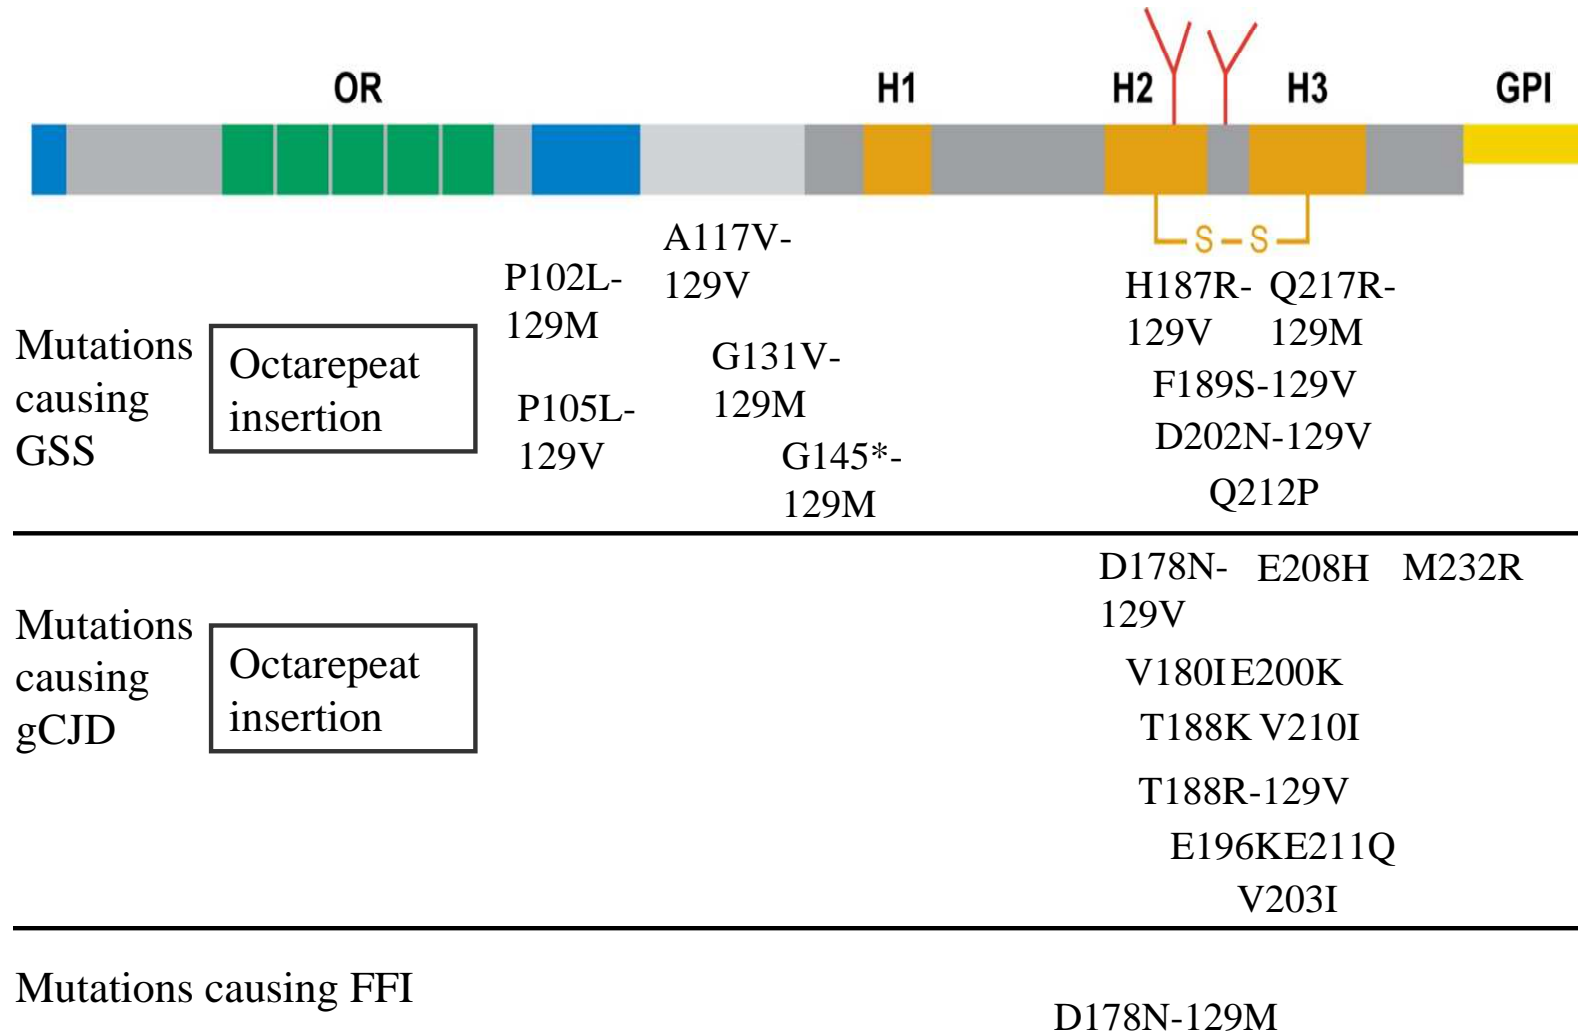 OR H1 H2 H3 GPI
S S
A117V-
129V
P102L-
129M
H187R-
129V
Q217R-
129M
Mutations
causing
GSS
Octarepeat
insertion
G131V-
129M
P105L-
129V
F189S-129V
D202N-129V
G145*-
129M
Q212P
D178N-
129V
E208H M232R
Mutations
causing
gCJD
Octarepeat
insertion
V180I E200K
T188K V210I
T188R-129V
E196K E211Q
V203I
Mutations causing FFI
D178N-129M